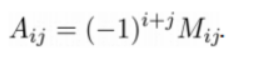 $A_{ij} = (-1)^{i+j} M_{ij}.$